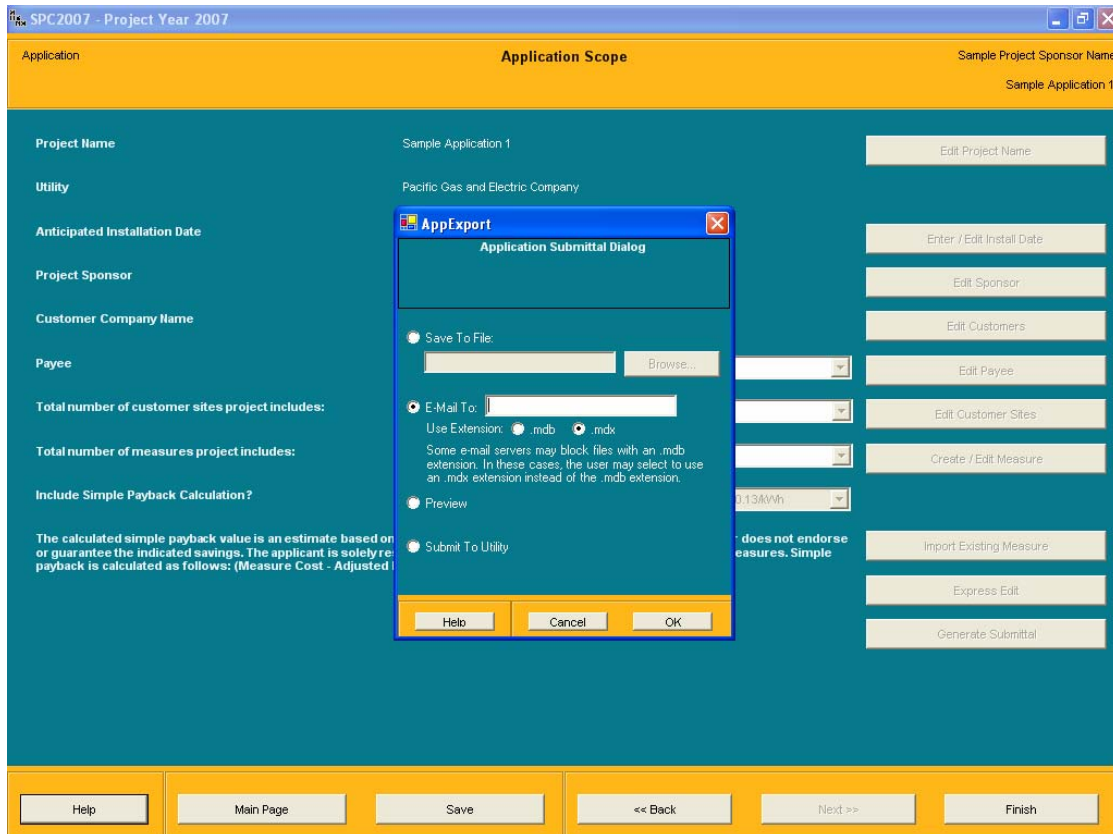 SPC2007 - Project Year 2007
Application
Application Scope
Sample Project Sponsor Name
Sample Application 1
Project Name
Sample Application 1
Edit Project Name
Utility
Pacific Gas and Electric Company
Anticipated Installation Date
Enter / Edit Install Date
Project Sponsor
Edit Sponsor
Customer Company Name
Edit Customers
Payee
Edit Payee
Total number of customer sites project includes:
Edit Customer Sites
Total number of measures project includes:
Create / Edit Measure
Include Simple Payback Calculation?
0.13/kWh
The calculated simple payback value is an estimate based on
does not endorse
or guarantee the indicated savings. The applicant is solely
easures. Simple
payback is calculated as follows: (Measure Cost - Adjusted
Import Existing Measure
Express Edit
Generate Submittal
AppExport
Application Submittal Dialog
Save To File:
Browse...
E-Mail To:
Use Extension: .mdb .mdx
Some e-mail servers may block files with an .mdb
extension. In these cases, the user may select to use
an .mdx extension instead of the .mdb extension.
Preview
Submit To Utility
Help Cancel OK
Help Main Page Save << Back Next >> Finish